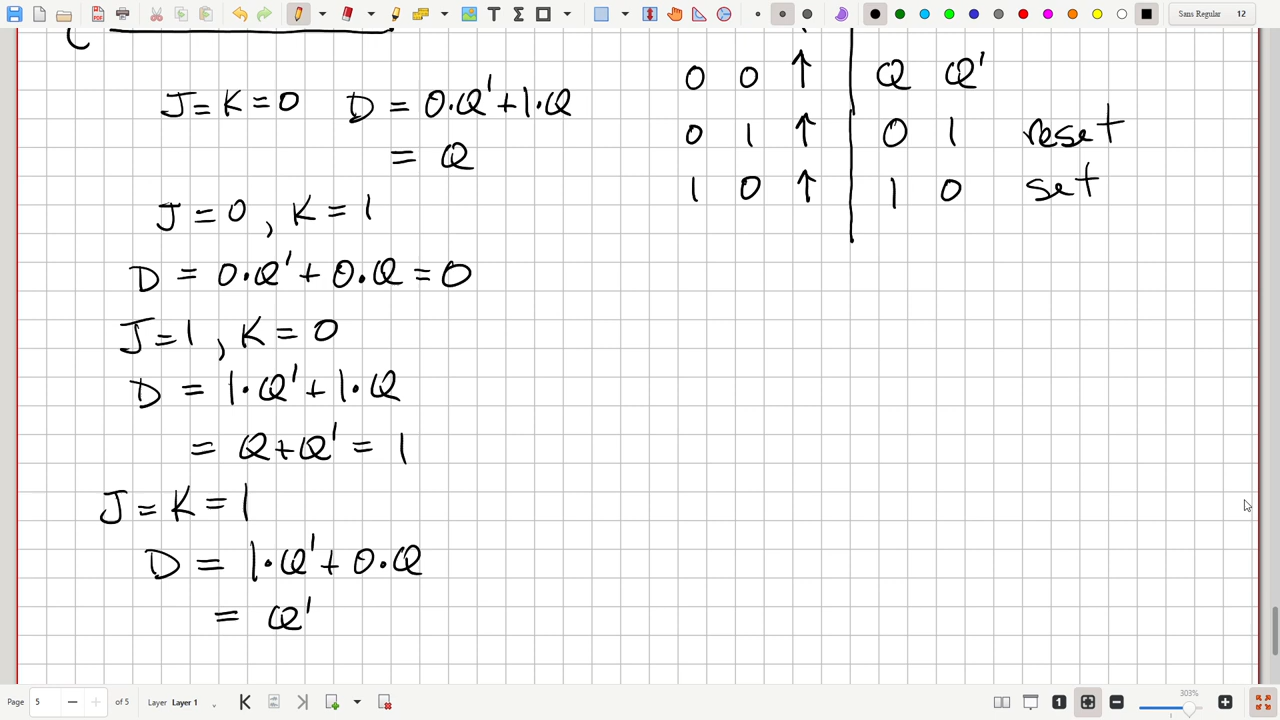 Sans Regular 12
J = K = 0 D = 0·Q' + 1·Q
= Q
J = 0, K = 1
D = 0·Q' + 0·Q = 0
J = 1, K = 0
D = 1·Q' + 1·Q
= Q + Q' = 1
J = K = 1
D = 1·Q' + 0·Q
= Q'
0 0 ↑ | Q Q'
0 1 ↑ | 0 1 reset
1 0 ↑ | 1 0 set
Page 5 of 5 Layer Layer 1 303%